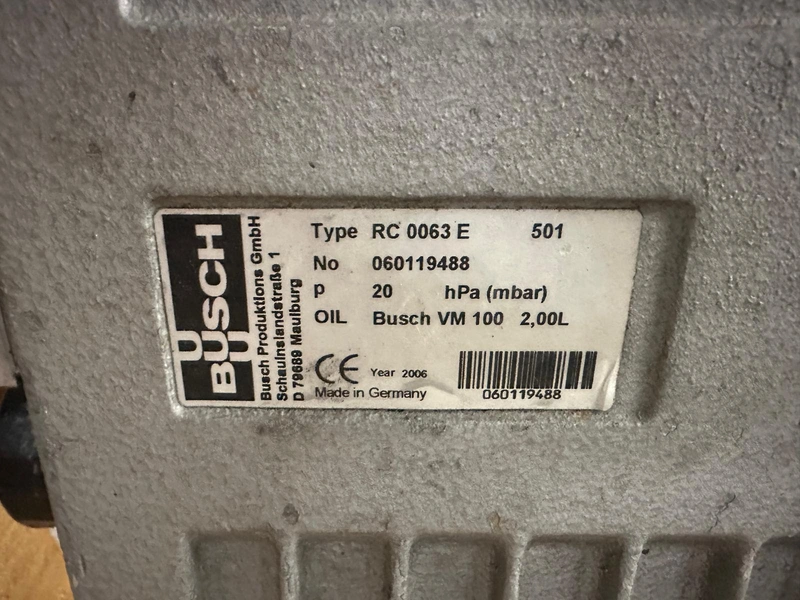 BUSCH
Busch Produktions GmbH
Schauinslandstraße 1
D 79689 Maulburg
Type RC 0063 E 501
No 060119488
p 20 hPa (mbar)
OIL Busch VM 100 2,00L
CE Year 2006
Made in Germany
060119488